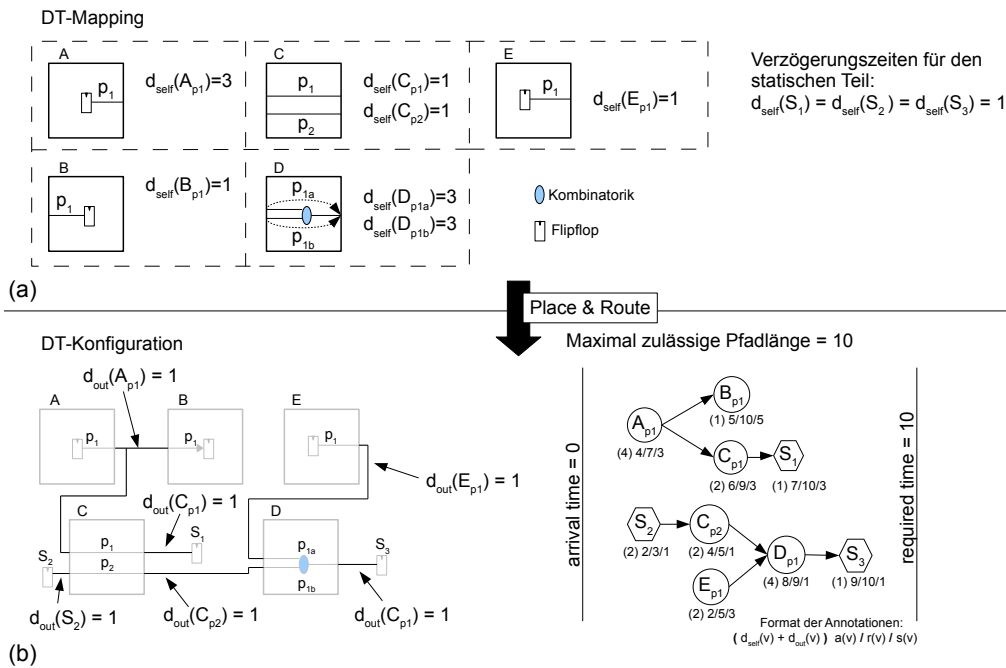 DT-Mapping
A
p1
dself(Ap1)=3
C
p1
p2
dself(Cp1)=1
dself(Cp2)=1
E
p1
dself(Ep1)=1
Verzögerungszeiten für den
statischen Teil:
dself(S1) = dself(S2) = dself(S3) = 1
B
p1
dself(Bp1)=1
D
p1a
p1b
dself(Dp1a)=3
dself(Dp1b)=3
Kombinatorik
Flipflop
(a)
Place & Route
DT-Konfiguration
Maximal zulässige Pfadlänge = 10
dout(Ap1) = 1
A
p1
B
p1
E
p1
dout(Ep1) = 1
dout(Cp1) = 1
C
p1
p2
S1
S2
D
p1a
p1b
S3
dout(S2) = 1
dout(Cp2) = 1
dout(Cp1) = 1
arrival time = 0
required time = 10
Bp1
(1) 5/10/5
Ap1
(4) 4/7/3
Cp1
(2) 6/9/3
S1
(1) 7/10/3
S2
(2) 2/3/1
Cp2
(2) 4/5/1
Dp1
(4) 8/9/1
S3
(1) 9/10/1
Ep1
(2) 2/5/3
Format der Annotationen:
( dself(v) + dout(v) ) a(v) / r(v) / s(v)
(b)